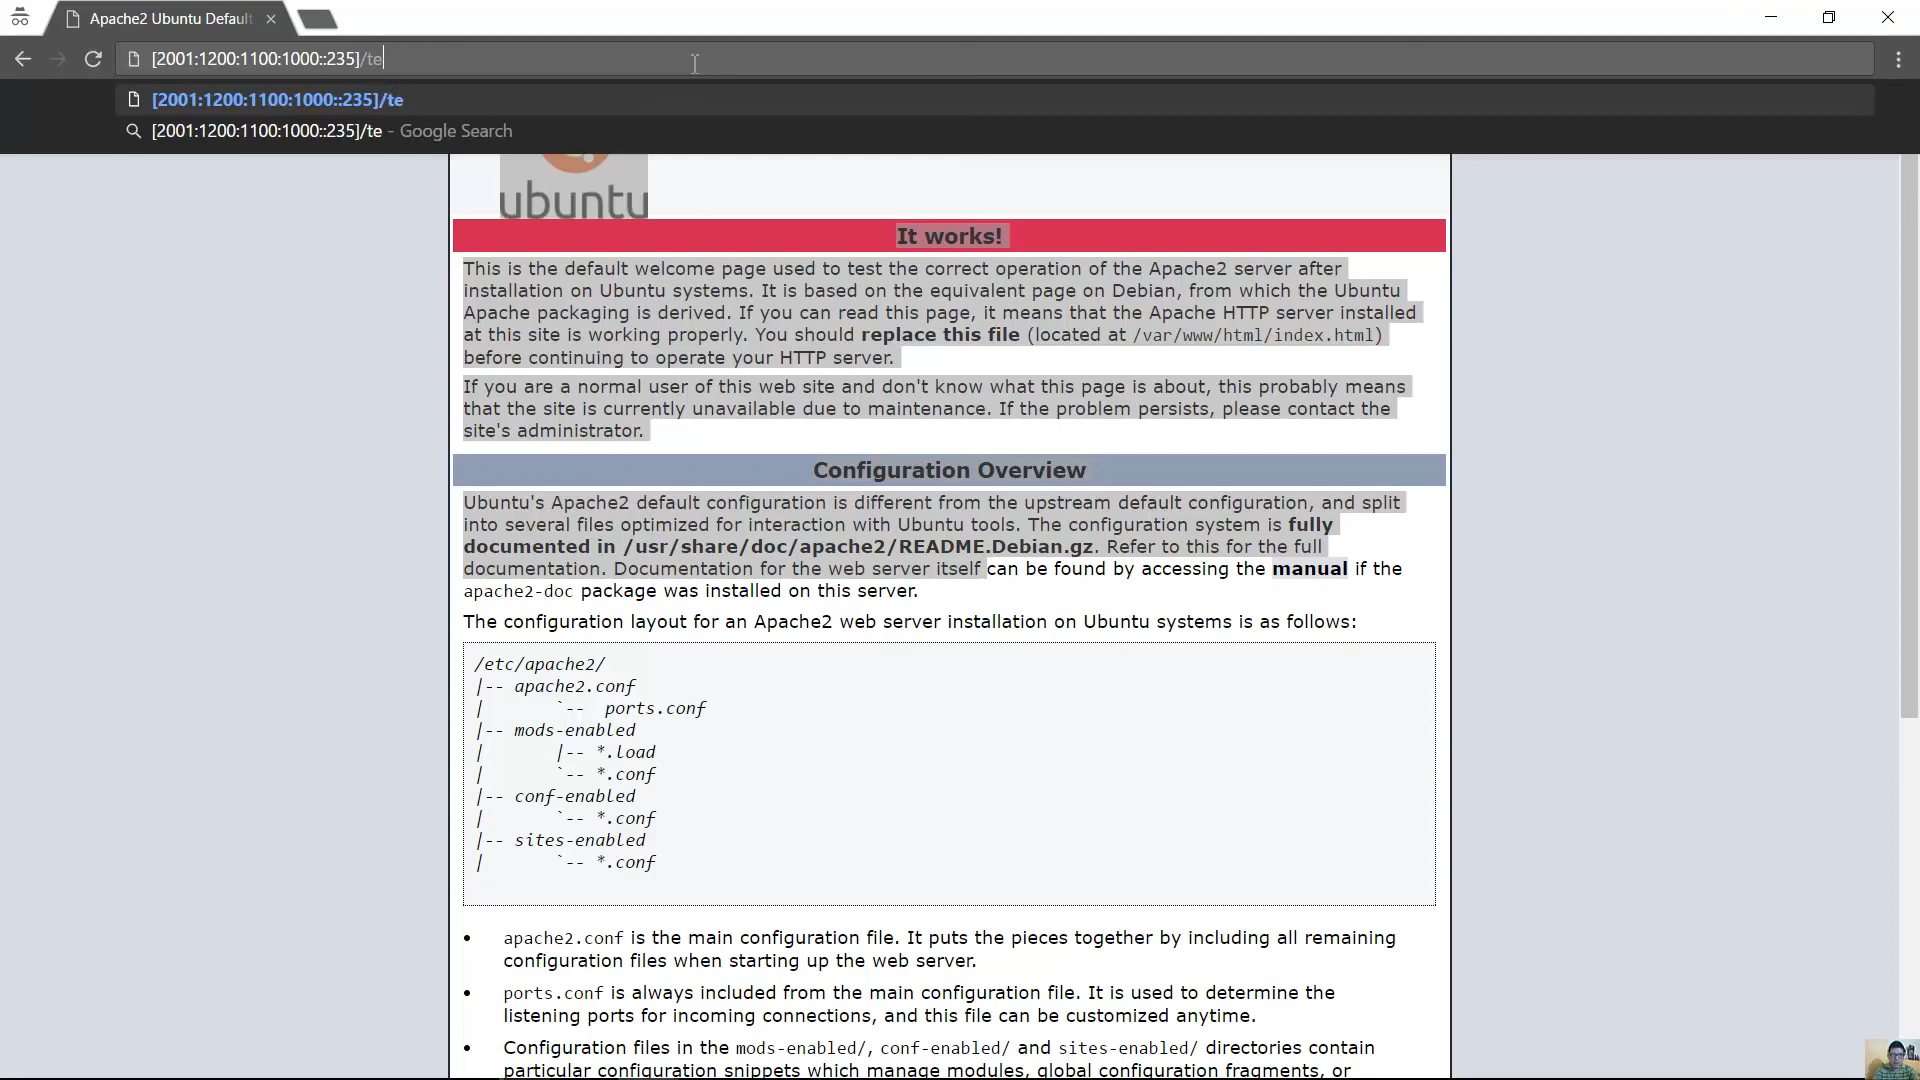 Apache2 Ubuntu Default
[2001:1200:1100:1000::235]/te
[2001:1200:1100:1000::235]/te
[2001:1200:1100:1000::235]/te - Google Search
ubuntu
It works!
This is the default welcome page used to test the correct operation of the Apache2 server after
installation on Ubuntu systems. It is based on the equivalent page on Debian, from which the Ubuntu
Apache packaging is derived. If you can read this page, it means that the Apache HTTP server installed
at this site is working properly. You should replace this file (located at /var/www/html/index.html)
before continuing to operate your HTTP server.
If you are a normal user of this web site and don't know what this page is about, this probably means
that the site is currently unavailable due to maintenance. If the problem persists, please contact the
site's administrator.
Configuration Overview
Ubuntu's Apache2 default configuration is different from the upstream default configuration, and split
into several files optimized for interaction with Ubuntu tools. The configuration system is fully
documented in /usr/share/doc/apache2/README.Debian.gz. Refer to this for the full
documentation. Documentation for the web server itself can be found by accessing the manual if the
apache2-doc package was installed on this server.
The configuration layout for an Apache2 web server installation on Ubuntu systems is as follows:
/etc/apache2/
|-- apache2.conf
|       `--  ports.conf
|-- mods-enabled
|       |-- *.load
|       `-- *.conf
|-- conf-enabled
|       `-- *.conf
|-- sites-enabled
|       `-- *.conf
• apache2.conf is the main configuration file. It puts the pieces together by including all remaining
configuration files when starting up the web server.
• ports.conf is always included from the main configuration file. It is used to determine the
listening ports for incoming connections, and this file can be customized anytime.
• Configuration files in the mods-enabled/, conf-enabled/ and sites-enabled/ directories contain
particular configuration snippets which manage modules, global configuration fragments, or